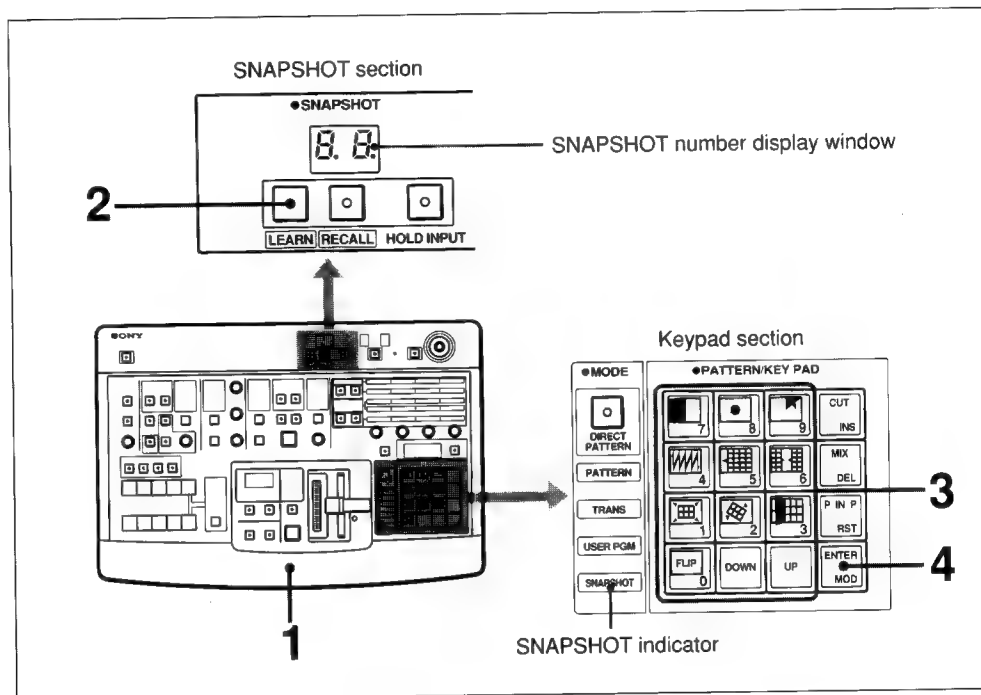 SNAPSHOT section
●SNAPSHOT
8. 8.
SNAPSHOT number display window
2
LEARN RECALL HOLD INPUT
SONY
Keypad section
●MODE
●PATTERN/KEY PAD
DIRECT
PATTERN
PATTERN
TRANS
USER PGM
SNAPSHOT
7
8
9
CUT
INS
4
5
6
MIX
DEL
1
2
3
P IN P
RST
FLIP
0
DOWN
UP
ENTER
MOD
3
4
1
SNAPSHOT indicator